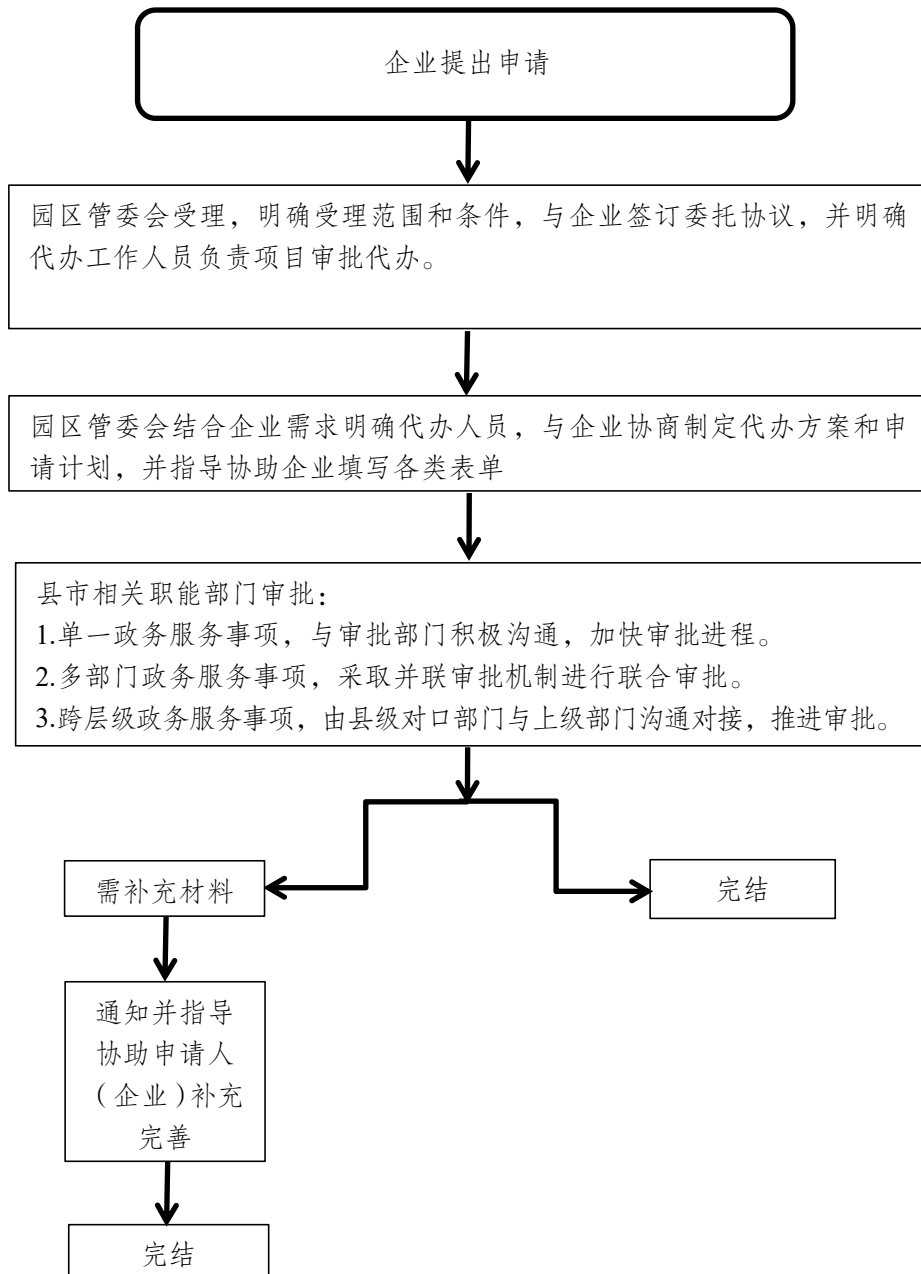 企业提出申请
园区管委会受理，明确受理范围和条件，与企业签订委托协议，并明确
代办工作人员负责项目审批代办。
园区管委会结合企业需求明确代办人员，与企业协商制定代办方案和申
请计划，并指导协助企业填写各类表单
县市相关职能部门审批：
1.单一政务服务事项，与审批部门积极沟通，加快审批进程。
2.多部门政务服务事项，采取并联审批机制进行联合审批。
3.跨层级政务服务事项，由县级对口部门与上级部门沟通对接，推进审批。
需补充材料
完结
通知并指导
协助申请人
（企业）补充
完善
完结